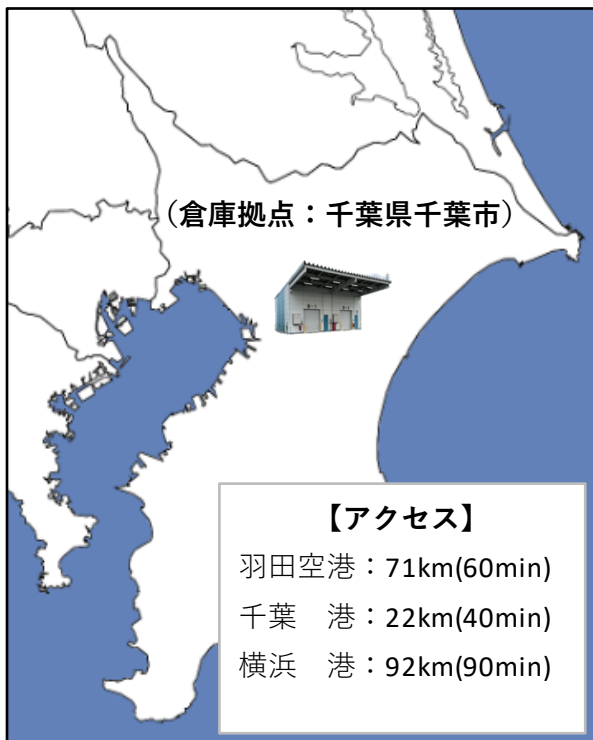 （倉庫拠点：千葉県千葉市）
【アクセス】
羽田空港：71km(60min)
千葉　港：22km(40min)
横浜　港：92km(90min)